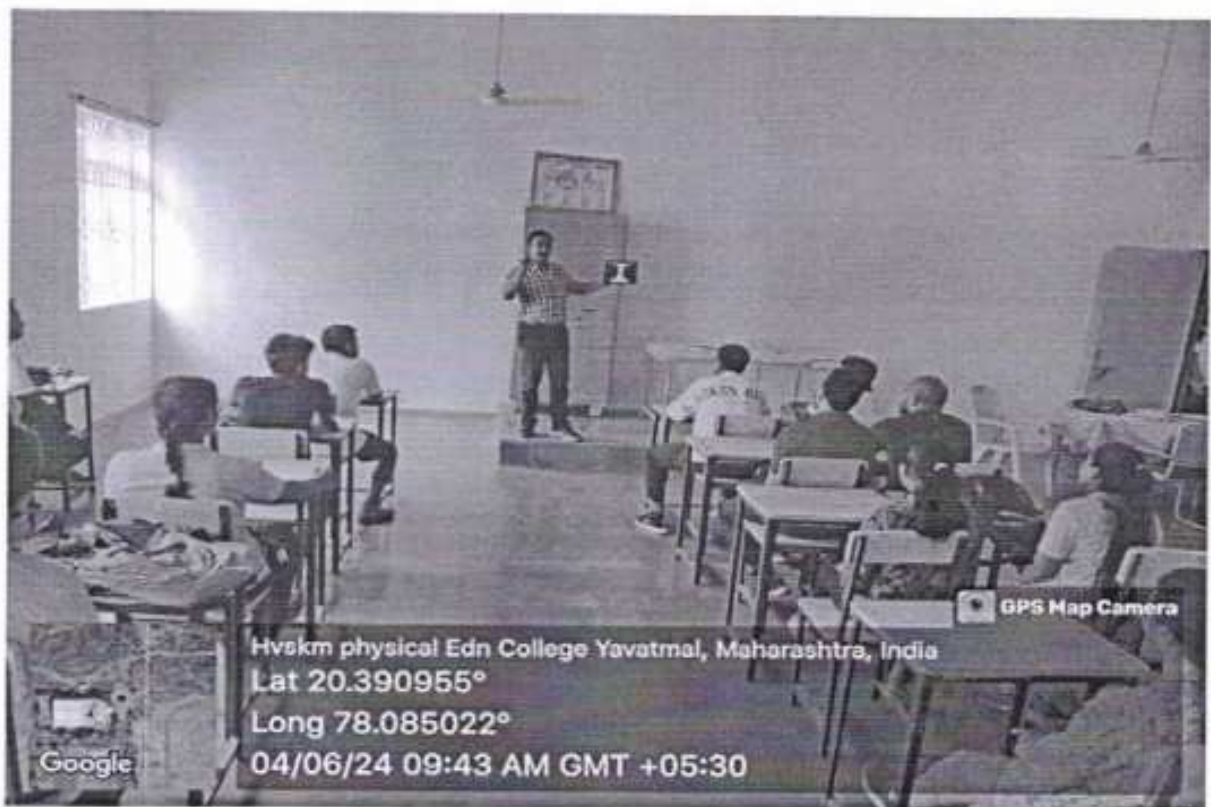 GPS Map Camera
Hvskm physical Edn College Yavatmal, Maharashtra, India
Lat 20.390955°
Long 78.085022°
04/06/24 09:43 AM GMT +05:30
Google